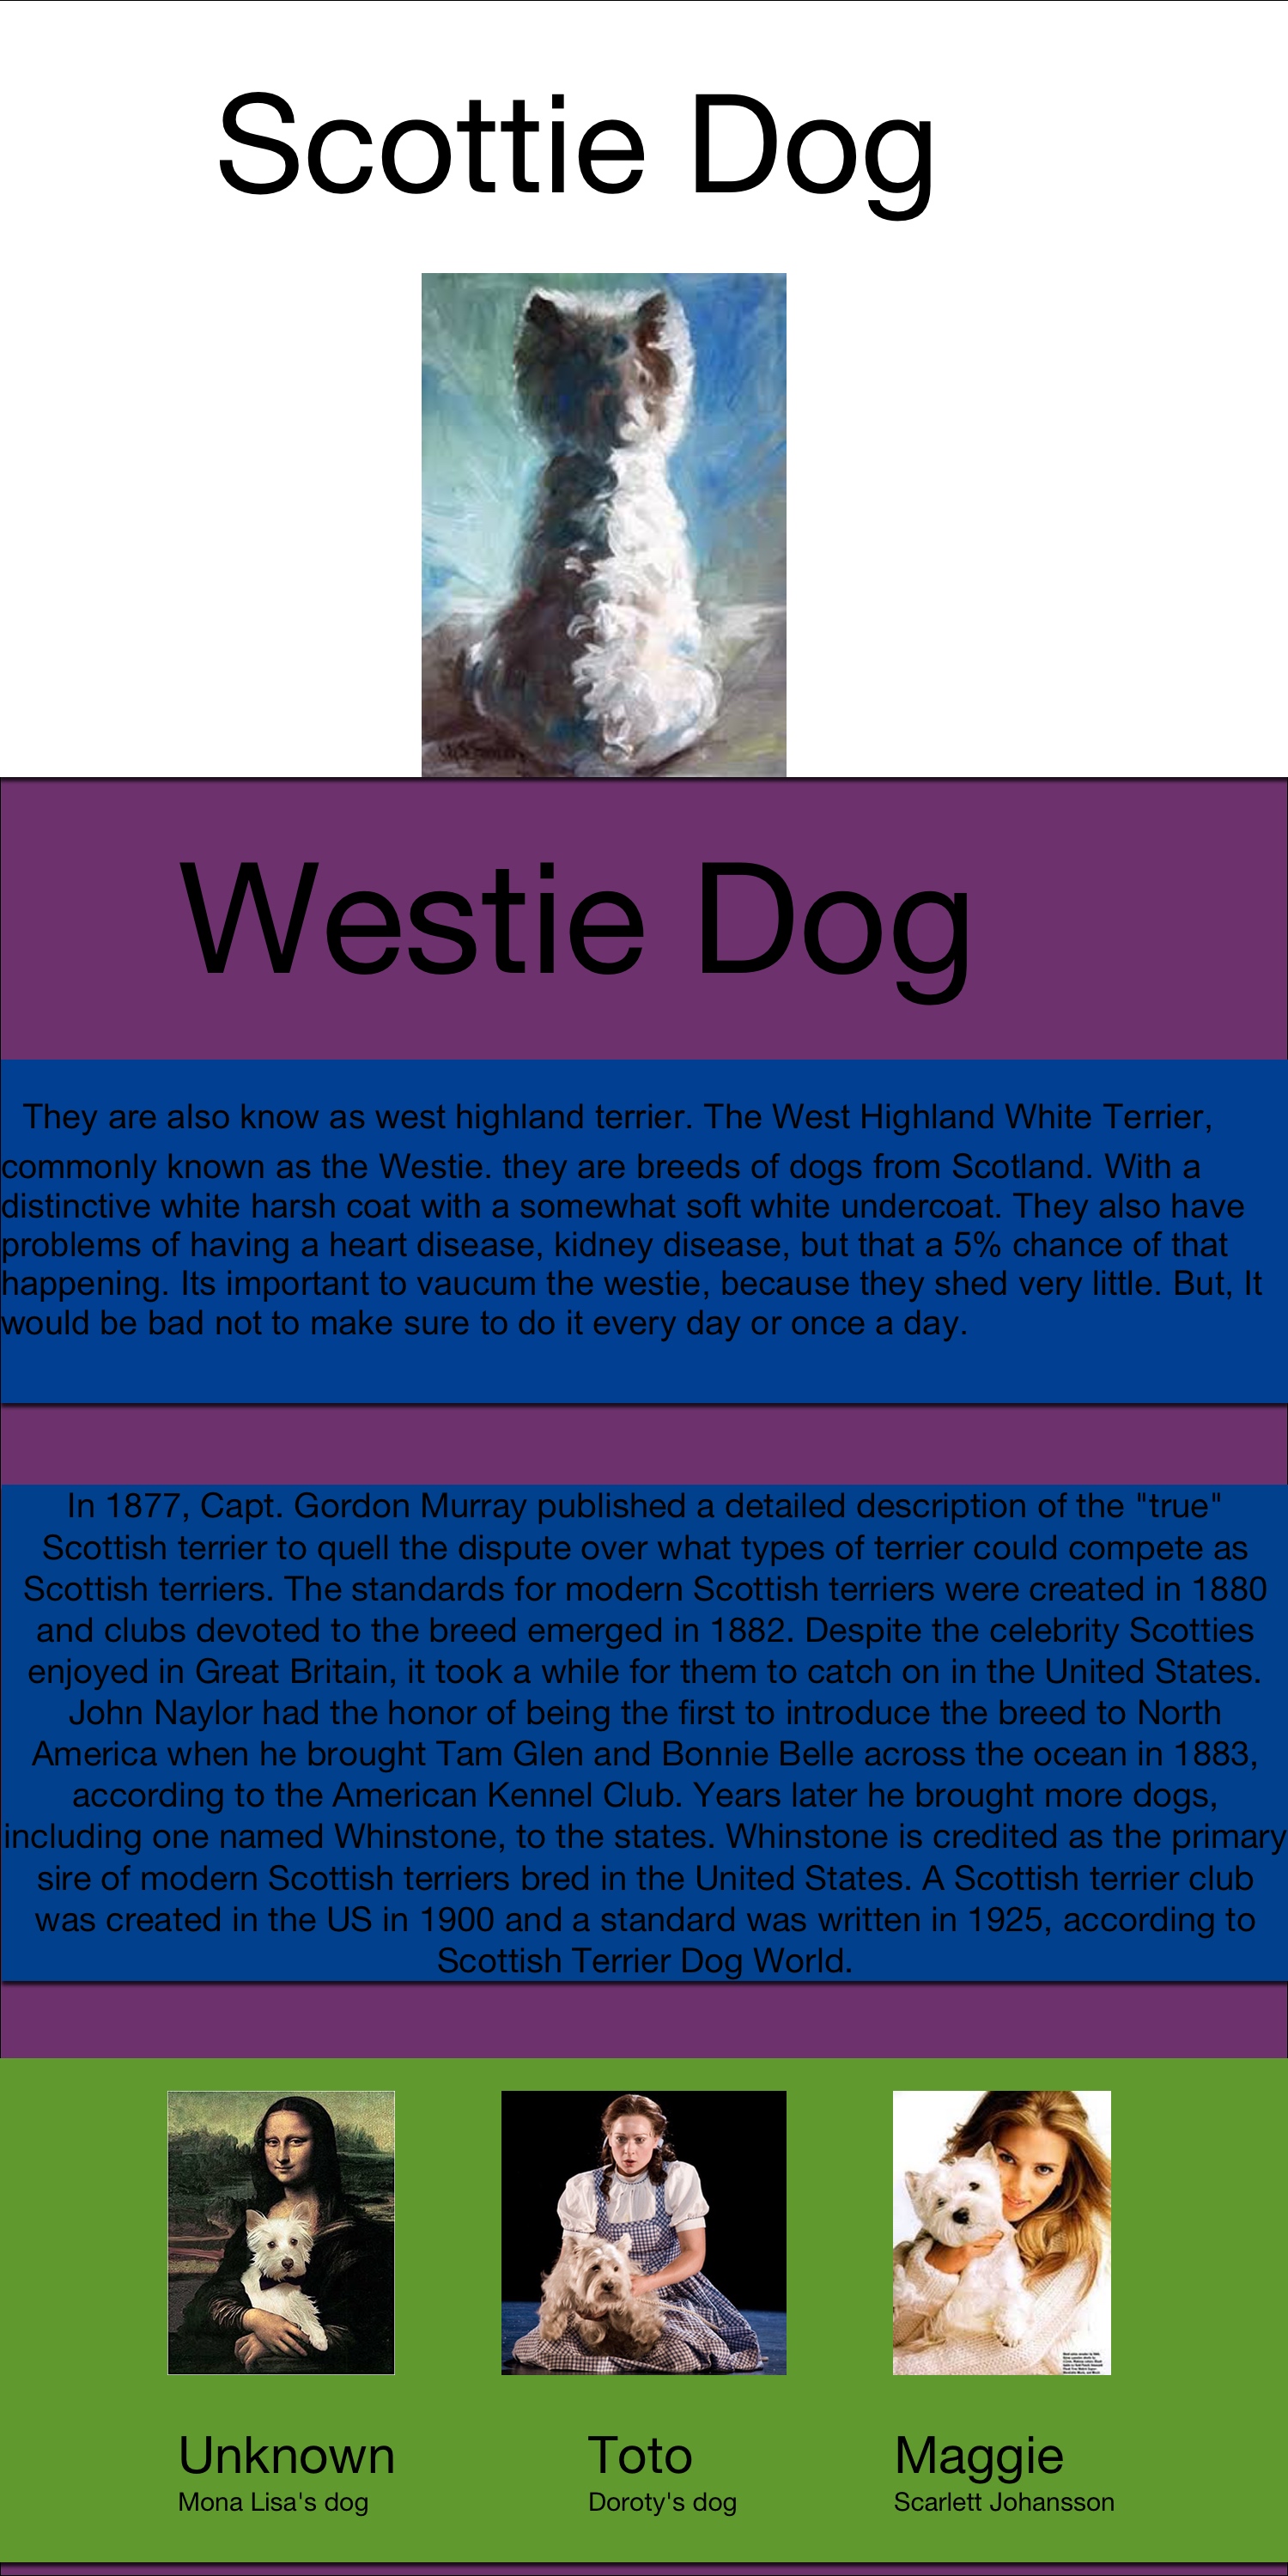 Scottie Dog
Westie Dog
They are also know as west highland terrier. The West Highland White Terrier,
commonly known as the Westie. they are breeds of dogs from Scotland. With a
distinctive white harsh coat with a somewhat soft white undercoat. They also have
problems of having a heart disease, kidney disease, but that a 5% chance of that
happening. Its important to vaucum the westie, because they shed very little. But, It
would be bad not to make sure to do it every day or once a day.
In 1877, Capt. Gordon Murray published a detailed description of the "true"
Scottish terrier to quell the dispute over what types of terrier could compete as
Scottish terriers. The standards for modern Scottish terriers were created in 1880
and clubs devoted to the breed emerged in 1882. Despite the celebrity Scotties
enjoyed in Great Britain, it took a while for them to catch on in the United States.
John Naylor had the honor of being the first to introduce the breed to North
America when he brought Tam Glen and Bonnie Belle across the ocean in 1883,
according to the American Kennel Club. Years later he brought more dogs,
including one named Whinstone, to the states. Whinstone is credited as the primary
sire of modern Scottish terriers bred in the United States. A Scottish terrier club
was created in the US in 1900 and a standard was written in 1925, according to
Scottish Terrier Dog World.
Unknown
Mona Lisa's dog
Toto
Doroty's dog
Maggie
Scarlett Johansson